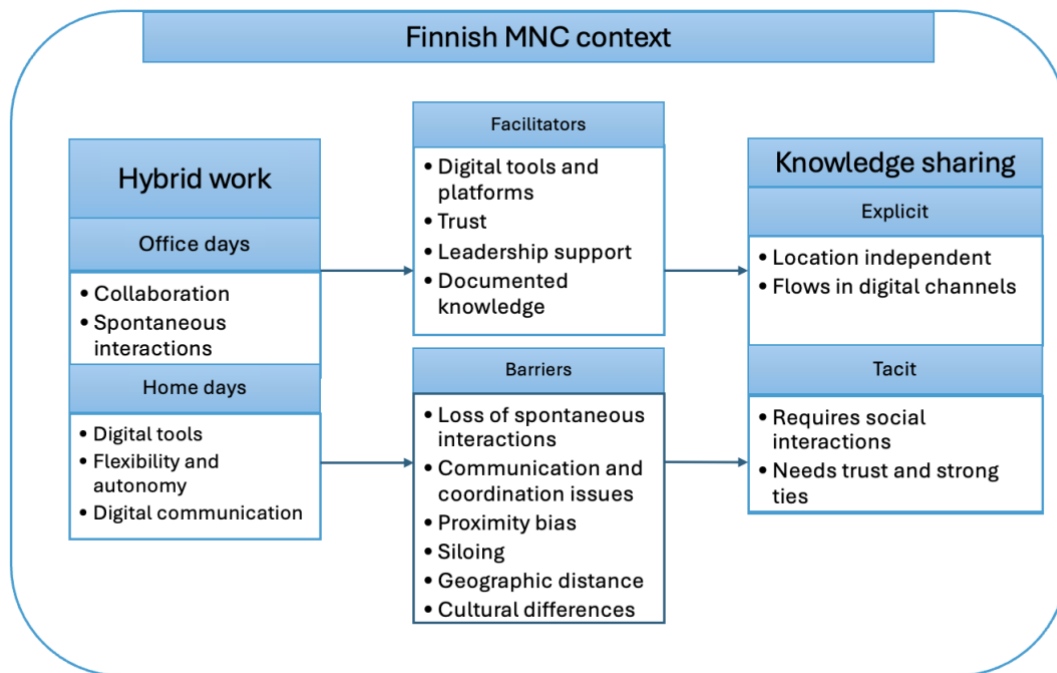 Finnish MNC context
Hybrid work
Office days
• Collaboration
• Spontaneous
interactions
Home days
• Digital tools
• Flexibility and
autonomy
• Digital communication
Facilitators
• Digital tools and
platforms
• Trust
• Leadership support
• Documented
knowledge
Barriers
• Loss of spontaneous
interactions
• Communication and
coordination issues
• Proximity bias
• Siloing
• Geographic distance
• Cultural differences
Knowledge sharing
Explicit
• Location independent
• Flows in digital channels
Tacit
• Requires social
interactions
• Needs trust and strong
ties